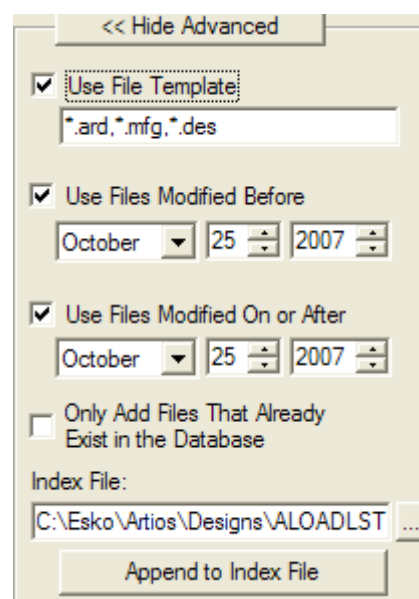 << Hide Advanced
Use File Template
*.ard,*.mfg,*.des
Use Files Modified Before
October 25 2007
Use Files Modified On or After
October 25 2007
Only Add Files That Already
Exist in the Database
Index File:
C:\Esko\Artios\Designs\ALOADLST ...
Append to Index File